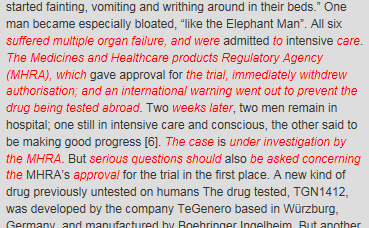 started fainting, vomiting and writhing around in their beds.” One
man became especially bloated, “like the Elephant Man”. All six
suffered multiple organ failure, and were admitted to intensive care.
The Medicines and Healthcare products Regulatory Agency
(MHRA), which gave approval for the trial, immediately withdrew
authorisation; and an international warning went out to prevent the
drug being tested abroad. Two weeks later, two men remain in
hospital; one still in intensive care and conscious, the other said to
be making good progress [6]. The case is under investigation by
the MHRA. But serious questions should also be asked concerning
the MHRA’s approval for the trial in the first place. A new kind of
drug previously untested on humans The drug tested, TGN1412,
was developed by the company TeGenero based in Würzburg,
Germany, and manufactured by Boehringer Ingelheim. But another